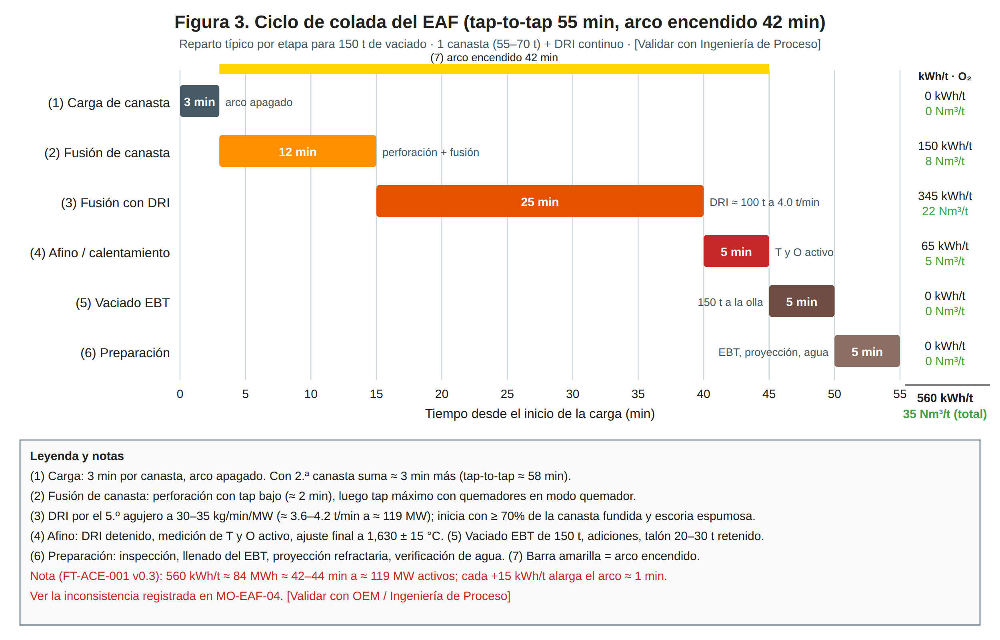 Figura 3. Ciclo de colada del EAF (tap-to-tap 55 min, arco encendido 42 min)
Reparto típico por etapa para 150 t de vaciado · 1 canasta (55–70 t) + DRI continuo · [Validar con Ingeniería de Proceso]
(7) arco encendido 42 min
kWh/t · O₂
(1) Carga de canasta
3 min
arco apagado
0 kWh/t
0 Nm³/t
(2) Fusión de canasta
12 min
perforación + fusión
150 kWh/t
8 Nm³/t
(3) Fusión con DRI
25 min
DRI ≈ 100 t a 4.0 t/min
345 kWh/t
22 Nm³/t
(4) Afino / calentamiento
5 min
T y O activo
65 kWh/t
5 Nm³/t
(5) Vaciado EBT
150 t a la olla
5 min
0 kWh/t
0 Nm³/t
(6) Preparación
EBT, proyección, agua
5 min
0 kWh/t
0 Nm³/t
0 5 10 15 20 25 30 35 40 45 50 55
560 kWh/t
Tiempo desde el inicio de la carga (min)
35 Nm³/t (total)
Leyenda y notas
(1) Carga: 3 min por canasta, arco apagado. Con 2.ª canasta suma ≈ 3 min más (tap-to-tap ≈ 58 min).
(2) Fusión de canasta: perforación con tap bajo (≈ 2 min), luego tap máximo con quemadores en modo quemador.
(3) DRI por el 5.º agujero a 30–35 kg/min/MW (≈ 3.6–4.2 t/min a ≈ 119 MW); inicia con ≥ 70% de la canasta fundida y escoria espumosa.
(4) Afino: DRI detenido, medición de T y O activo, ajuste final a 1,630 ± 15 °C. (5) Vaciado EBT de 150 t, adiciones, talón 20–30 t retenido.
(6) Preparación: inspección, llenado del EBT, proyección refractaria, verificación de agua. (7) Barra amarilla = arco encendido.
Nota (FT-ACE-001 v0.3): 560 kWh/t ≈ 84 MWh ≈ 42–44 min a ≈ 119 MW activos; cada +15 kWh/t alarga el arco ≈ 1 min.
Ver la inconsistencia registrada en MO-EAF-04. [Validar con OEM / Ingeniería de Proceso]